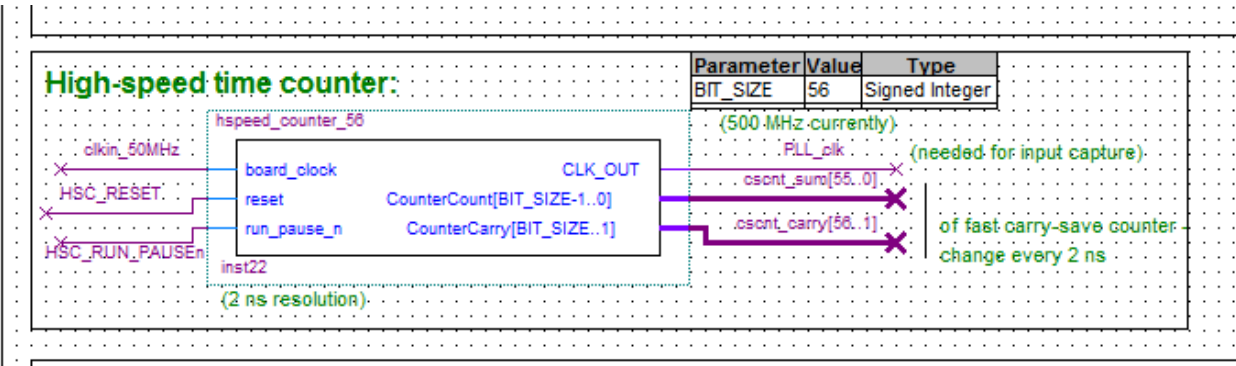 High-speed time counter:
Parameter Value Type
BIT_SIZE 56 Signed Integer
hspeed_counter_56
(500 MHz currently)
clkin_50MHz
board_clock
CLK_OUT
PLL_clk
(needed for input capture)
HSC_RESET
reset
CounterCount[BIT_SIZE-1..0]
cscnt_sum[55..0]
HSC_RUN_PAUSEn
run_pause_n
CounterCarry[BIT_SIZE..1]
cscnt_carry[56..1]
of fast carry-save counter -
change every 2 ns
inst22
(2 ns resolution)